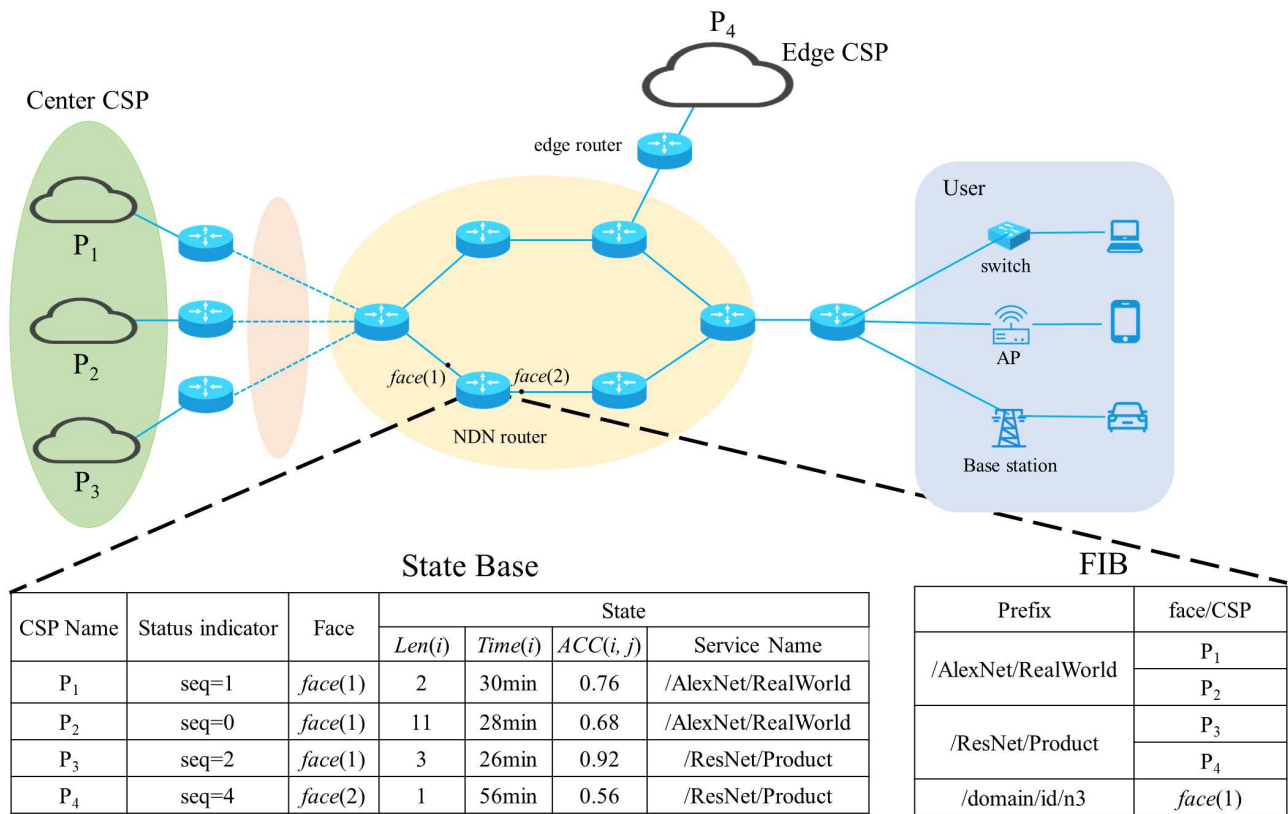 P4
Edge CSP
Center CSP
edge router
User
P1
switch
P2
AP
face(1)
face(2)
P3
NDN router
Base station
State Base
CSP Name Status indicator Face State
Len(i) Time(i) ACC(i, j) Service Name
P1 seq=1 face(1) 2 30min 0.76 /AlexNet/RealWorld
P2 seq=0 face(1) 11 28min 0.68 /AlexNet/RealWorld
P3 seq=2 face(1) 3 26min 0.92 /ResNet/Product
P4 seq=4 face(2) 1 56min 0.56 /ResNet/Product
FIB
Prefix face/CSP
/AlexNet/RealWorld P1
P2
/ResNet/Product P3
P4
/domain/id/n3 face(1)